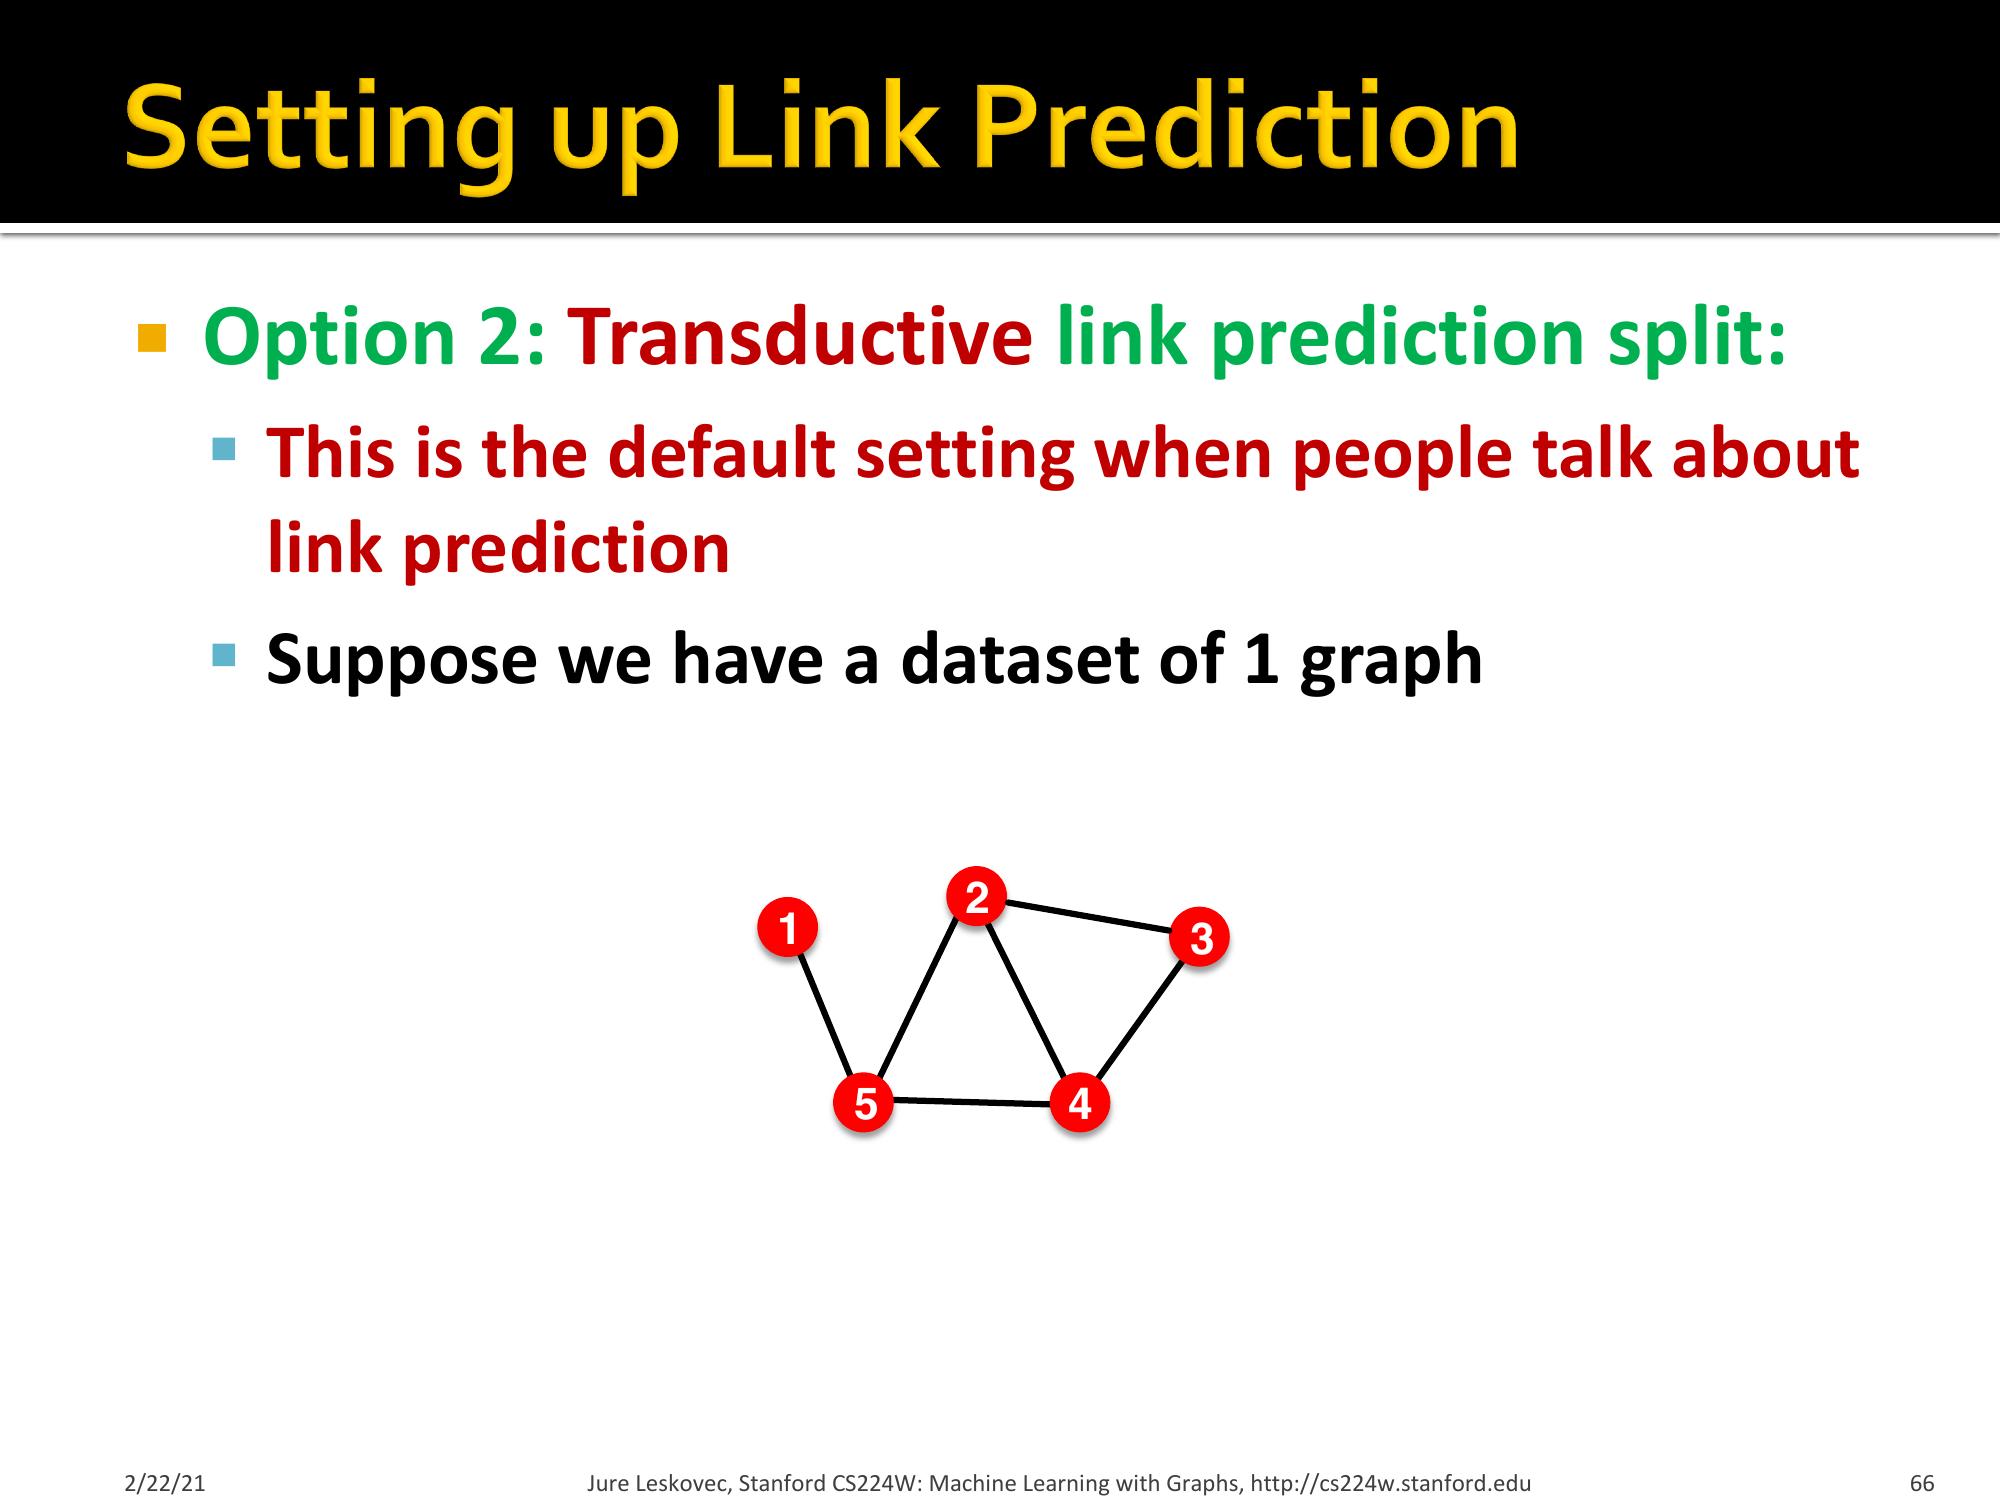 Setting up Link Prediction
Option 2: Transductive link prediction split:
This is the default setting when people talk about
link prediction
Suppose we have a dataset of 1 graph
1
2
3
5
4
2/22/21
Jure Leskovec, Stanford CS224W: Machine Learning with Graphs, http://cs224w.stanford.edu
66